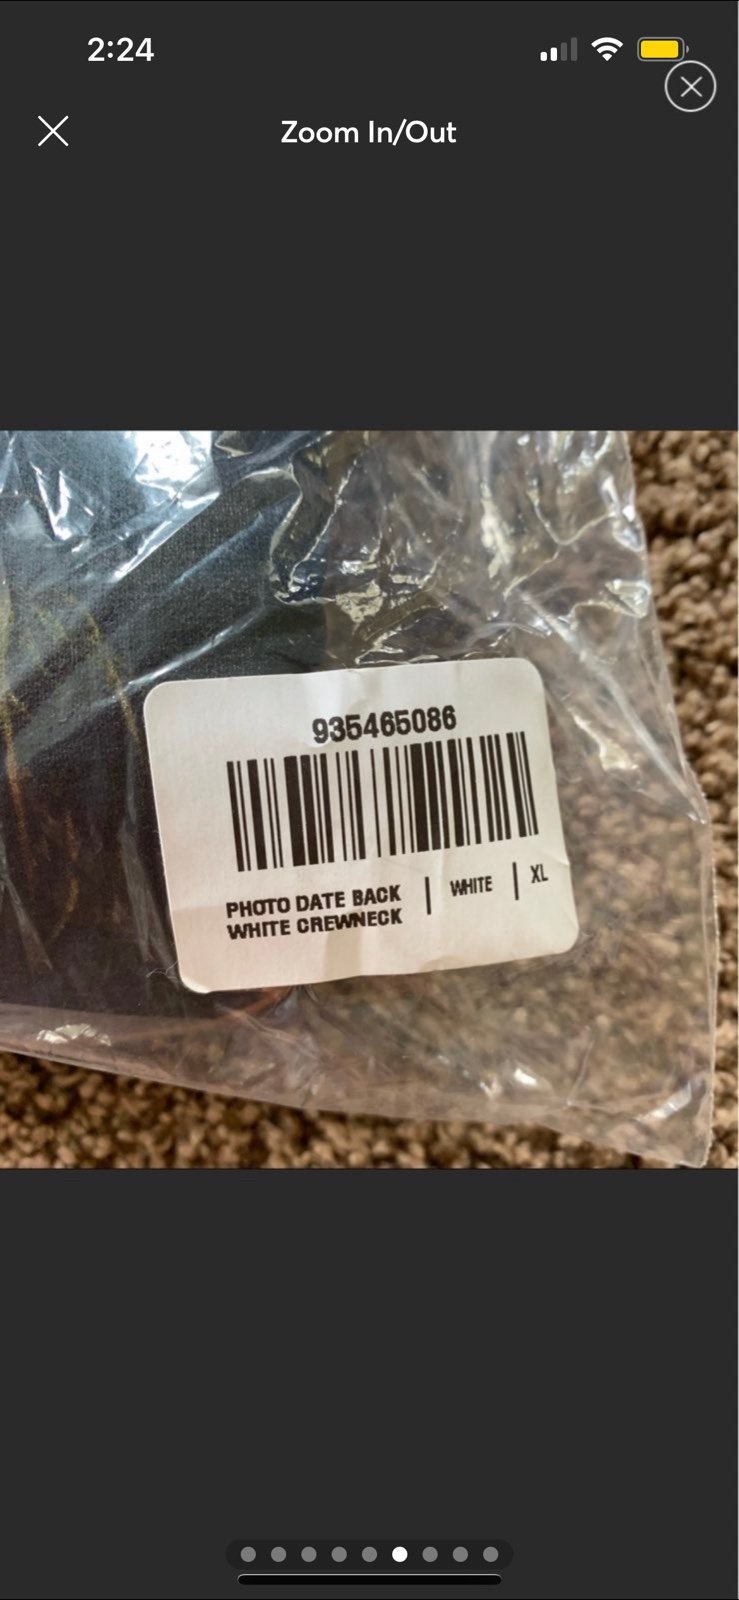 2:24
Zoom In/Out
935465086
PHOTO DATE BACK | WHITE | XL
WHITE CREWNECK